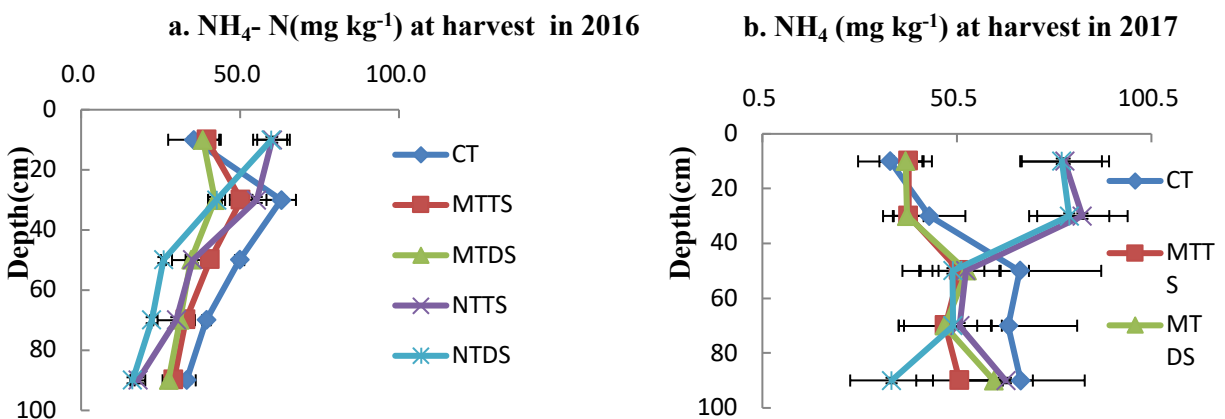 a. NH₄- N(mg kg⁻¹) at harvest in 2016
0.0 50.0 100.0
0
20
40
60
80
100
Depth(cm)
CT
MTTS
MTDS
NTTS
NTDS
b. NH₄ (mg kg⁻¹) at harvest in 2017
0.5 50.5 100.5
0
20
40
60
80
100
Depth(cm)
CT
MTT
S
MT
DS